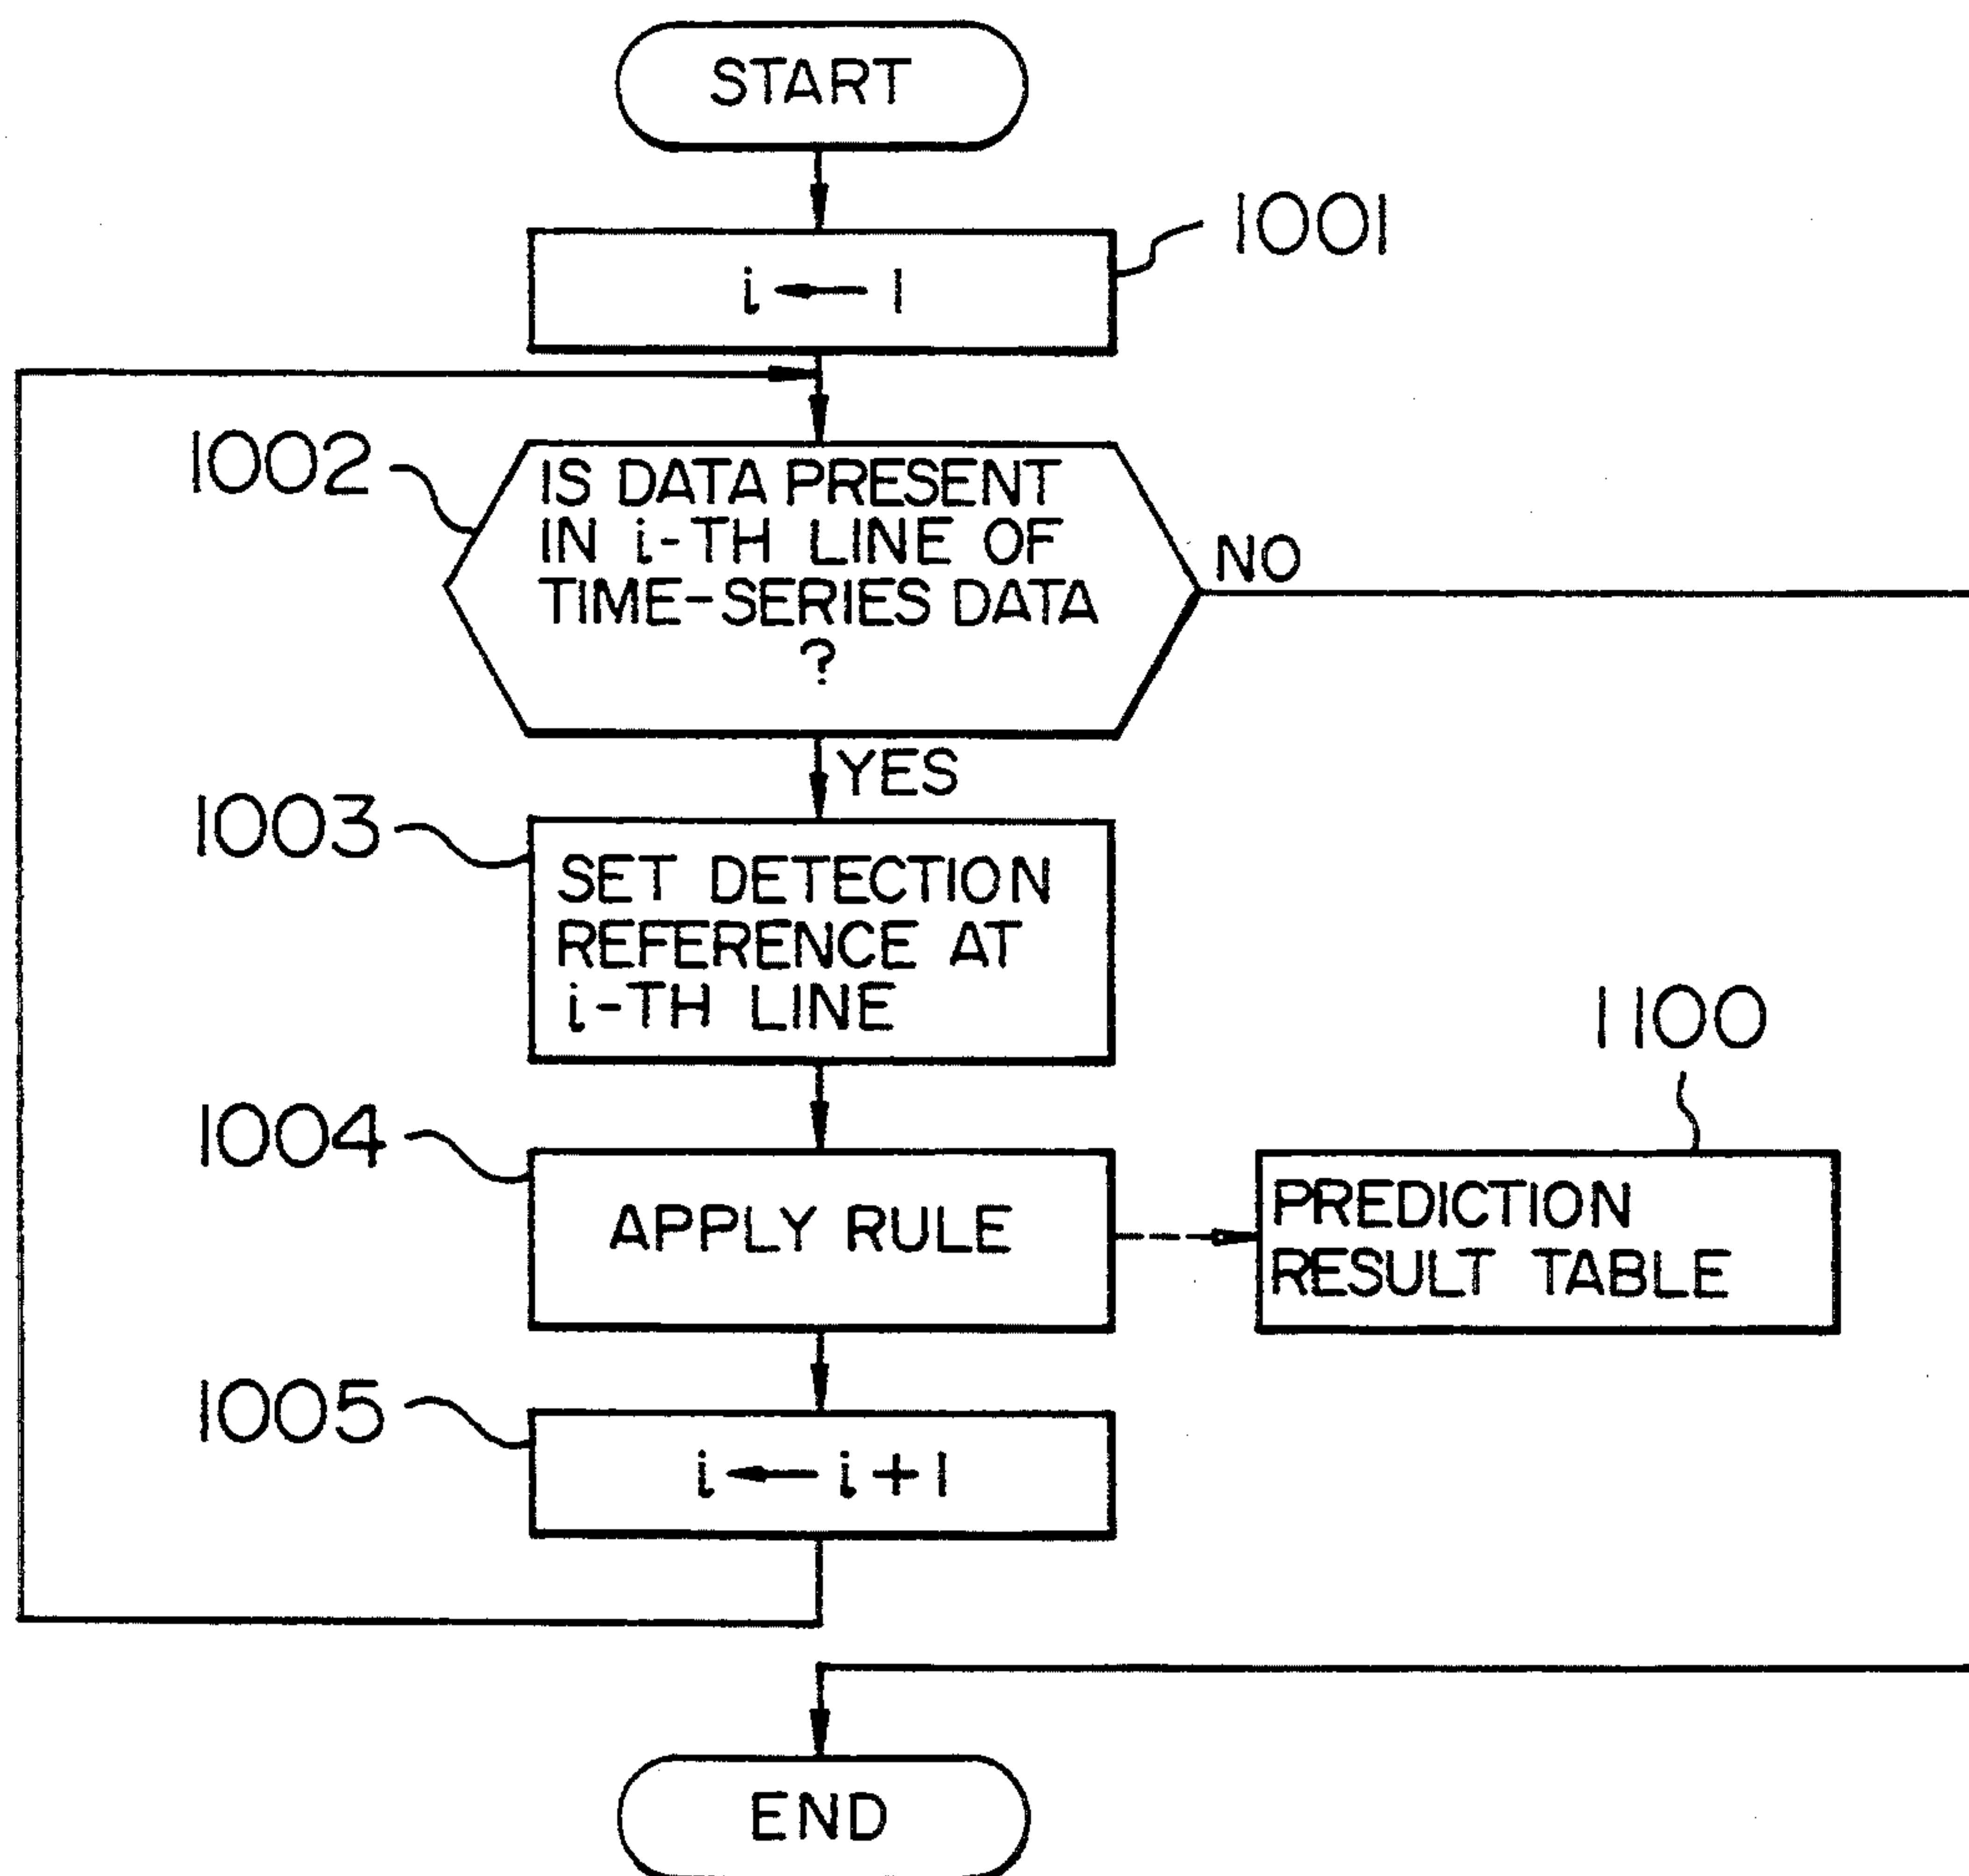 START
1001
i ← 1
1002
IS DATA PRESENT
IN i-TH LINE OF
TIME-SERIES DATA
?
NO
YES
1003
SET DETECTION
REFERENCE AT
i-TH LINE
1100
1004
APPLY RULE
PREDICTION
RESULT TABLE
1005
i ← i + 1
END